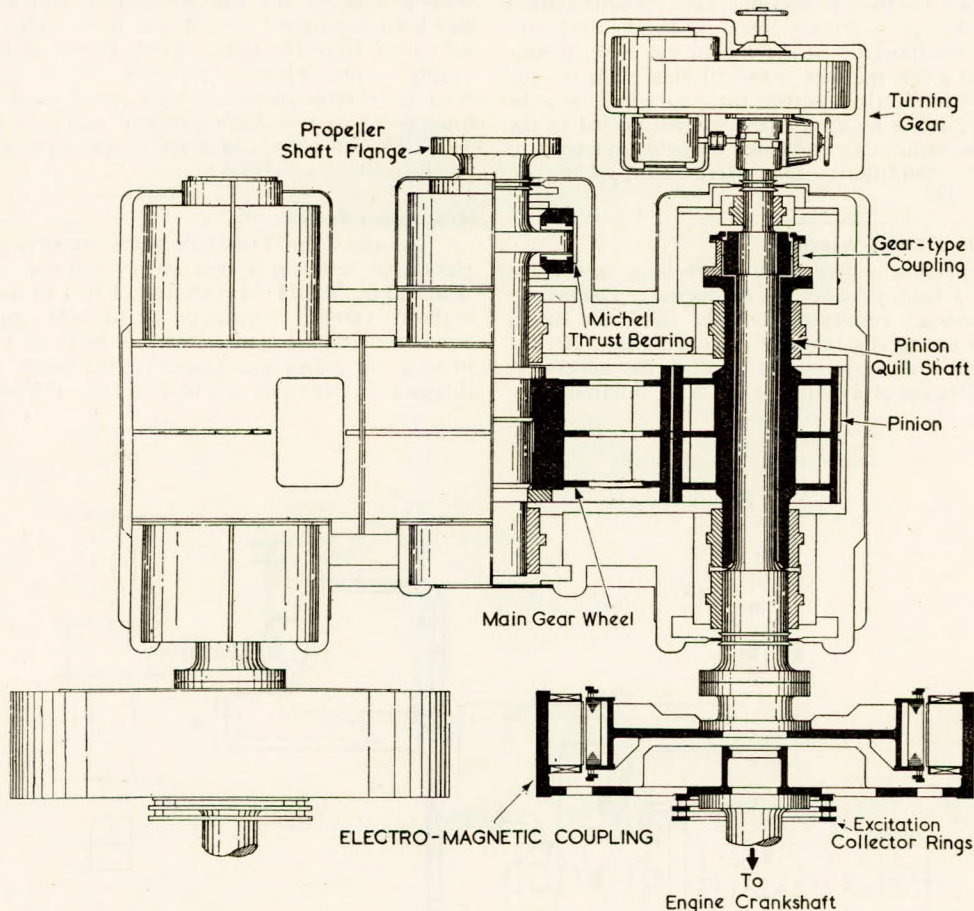 Turning
Gear
Propeller
Shaft Flange
Gear-type
Coupling
Michell
Thrust Bearing
Pinion
Quill Shaft
Pinion
Main Gear Wheel
ELECTRO-MAGNETIC COUPLING
Excitation
Collector Rings
To
Engine Crankshaft